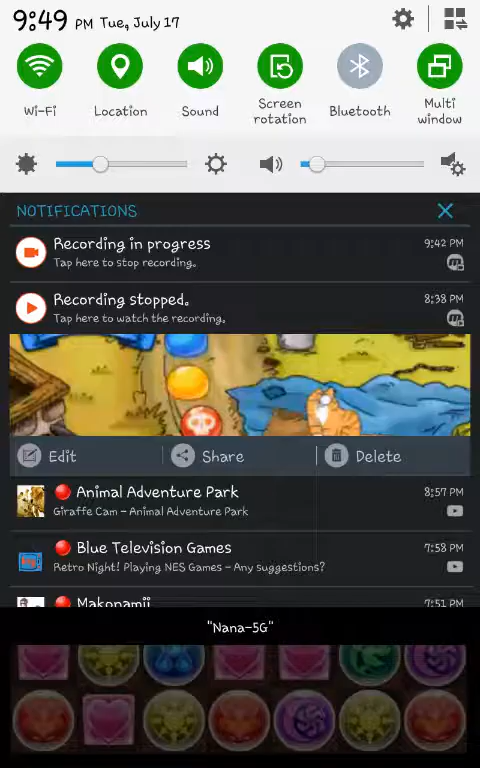 9:49 PM Tue, July 17
Wi-Fi
Location
Sound
Screen rotation
Bluetooth
Multi window
NOTIFICATIONS
Recording in progress
9:42 PM
Tap here to stop recording.
Recording stopped.
8:38 PM
Tap here to watch the recording.
Edit
Share
Delete
Animal Adventure Park
8:57 PM
Giraffe Cam - Animal Adventure Park
Blue Television Games
7:58 PM
Retro Night! Playing NES Games - Any suggestions?
Makonamii
7:51 PM
"Nana-5G"